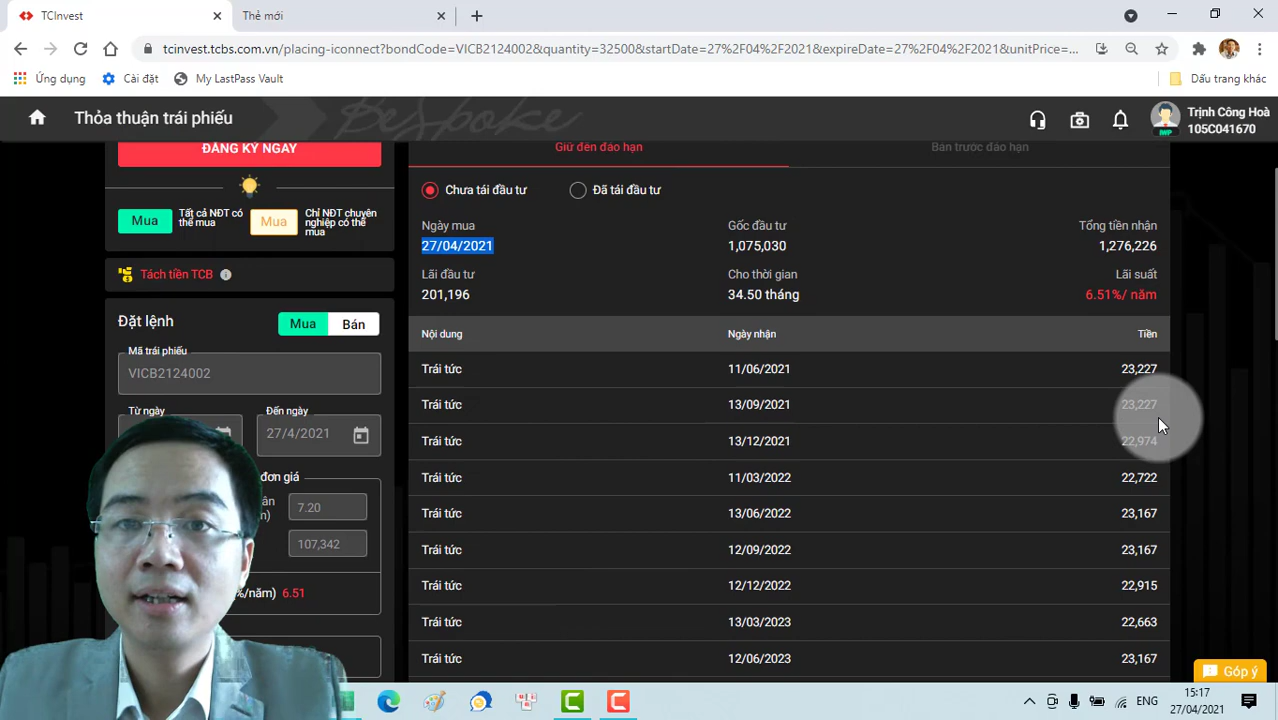 TCInvest
Thẻ mới
tcinvest.tcbs.com.vn/placing-iconnect?bondCode=VICB2124002&quantity=32500&startDate=27%2F04%2F2021&expireDate=27%2F04%2F2021&unitPrice=...
Ứng dụng
Cài đặt
My LastPass Vault
Dấu trang khác
Thỏa thuận trái phiếu
BeSpoke
Trịnh Công Hoà
IWP
105C041670
ĐĂNG KÝ NGAY
Mua
Tất cả NĐT có
thể mua
Mua
Chỉ NĐT chuyên
nghiệp có thể
mua
Tách tiền TCB
Đặt lệnh
Mua
Bán
Mã trái phiếu
VICB2124002
Từ ngày
Đến ngày
27/4/2021
đơn giá
7.20
107,342
%/năm) 6.51
Giữ đến đáo hạn
Bán trước đáo hạn
Chưa tái đầu tư
Đã tái đầu tư
Ngày mua
Gốc đầu tư
Tổng tiền nhận
27/04/2021
1,075,030
1,276,226
Lãi đầu tư
Cho thời gian
Lãi suất
201,196
34.50 tháng
6.51%/ năm
Nội dung
Ngày nhận
Tiền
Trái tức 11/06/2021 23,227
Trái tức 13/09/2021 23,227
Trái tức 13/12/2021 22,974
Trái tức 11/03/2022 22,722
Trái tức 13/06/2022 23,167
Trái tức 12/09/2022 23,167
Trái tức 12/12/2022 22,915
Trái tức 13/03/2023 22,663
Trái tức 12/06/2023 23,167
Góp ý
ENG
15:17
27/04/2021